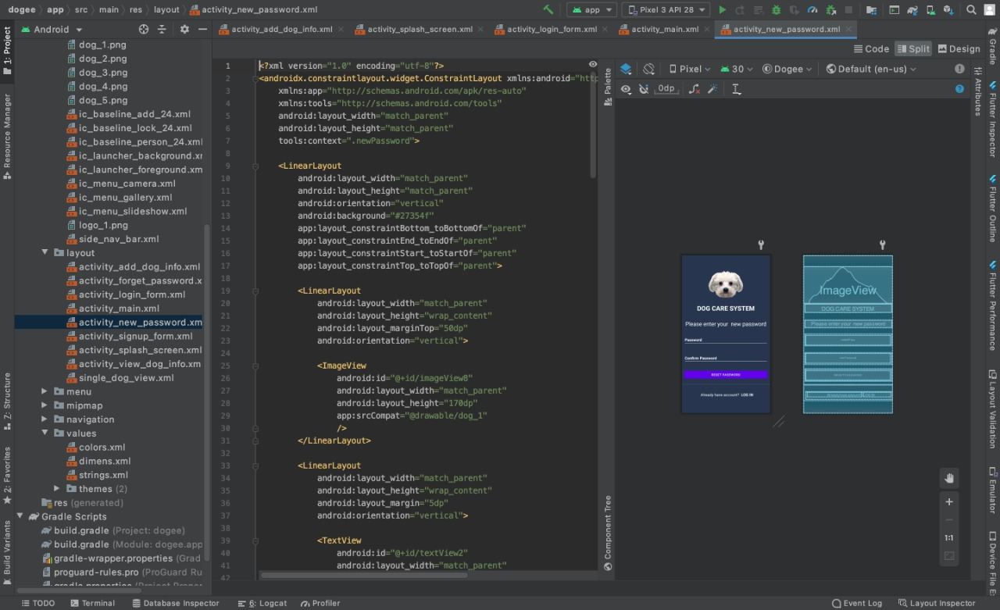 dogee > app > src > main > res > layout > activity_new_password.xml
app
Pixel 3 API 28
Android
activity_add_dog_info.xml
activity_splash_screen.xml
activity_login_form.xml
activity_main.xml
activity_new_password.xml
Code
Split
Design
1: Project
Resource Manager
Z: Structure
2: Favorites
Build Variants
dog_1.png
dog_2.png
dog_3.png
dog_4.png
dog_5.png
ic_baseline_add_24.xml
ic_baseline_lock_24.xml
ic_baseline_person_24.xml
ic_launcher_background.xr
ic_launcher_foreground.xm
ic_menu_camera.xml
ic_menu_gallery.xml
ic_menu_slideshow.xml
logo_1.png
side_nav_bar.xml
layout
activity_add_dog_info.xml
activity_forget_password.x
activity_login_form.xml
activity_main.xml
activity_new_password.xm
activity_signup_form.xml
activity_splash_screen.xml
activity_view_dog_info.xm
single_dog_view.xml
menu
mipmap
navigation
values
colors.xml
dimens.xml
strings.xml
themes (2)
res (generated)
Gradle Scripts
build.gradle (Project: dogee)
build.gradle (Module: dogee.app
gradle-wrapper.properties (Grad
proguard-rules.pro (ProGuard Ru
gradle.properties (Project Proper
1 <?xml version="1.0" encoding="utf-8"?>
2 <androidx.constraintlayout.widget.ConstraintLayout xmlns:android="http
3 xmlns:app="http://schemas.android.com/apk/res-auto"
4 xmlns:tools="http://schemas.android.com/tools"
5 android:layout_width="match_parent"
6 android:layout_height="match_parent"
7 tools:context=".newPassword">
8
9 <LinearLayout
10 android:layout_width="match_parent"
11 android:layout_height="match_parent"
12 android:orientation="vertical"
13 android:background="#27354f"
14 app:layout_constraintBottom_toBottomOf="parent"
15 app:layout_constraintEnd_toEndOf="parent"
16 app:layout_constraintStart_toStartOf="parent"
17 app:layout_constraintTop_toTopOf="parent">
18
19 <LinearLayout
20 android:layout_width="match_parent"
21 android:layout_height="wrap_content"
22 android:layout_marginTop="50dp"
23 android:orientation="vertical">
24
25 <ImageView
26 android:id="@+id/imageView8"
27 android:layout_width="match_parent"
28 android:layout_height="170dp"
29 app:srcCompat="@drawable/dog_1"
30 />
31 </LinearLayout>
32
33 <LinearLayout
34 android:layout_width="match_parent"
35 android:layout_height="wrap_content"
36 android:layout_margin="5dp"
37 android:orientation="vertical">
38
39 <TextView
40 android:id="@+id/textView2"
41 android:layout_width="match_parent"
42
Palette
Component Tree
Pixel
30
Dogee
Default (en-us)
0dp
DOG CARE SYSTEM
Please enter your new password
Password
Confirm Password
RESET PASSWORD
Already have account? LOG IN
ImageView
DOG CARE SYSTEM
Please enter your new password
1:1
Attributes
Gradle
Flutter Inspector
Flutter Outline
Flutter Performance
Layout Validation
Emulator
Device File E:
TODO
Terminal
Database Inspector
6: Logcat
Profiler
Event Log
Layout Inspector